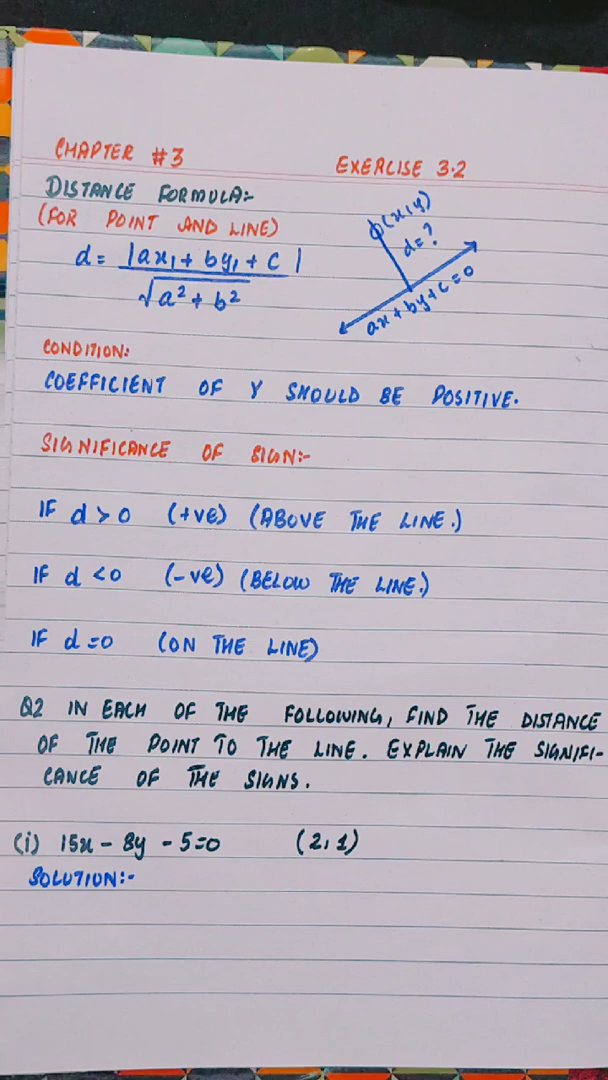 CHAPTER #3
EXERCISE 3.2
DISTANCE FORMULA:-
(FOR POINT AND LINE)
p(x,y)
d=?
ax+by+c=0
d= |ax₁+ by₁+ c |
√a²+ b²
CONDITION:
COEFFICIENT OF Y SHOULD BE POSITIVE.
SIGNIFICANCE OF SIGN:-
IF d>0 (+ve) (ABOVE THE LINE.)
IF d<0 (-ve) (BELOW THE LINE.)
IF d=0 (ON THE LINE)
Q2 IN EACH OF THE FOLLOWING, FIND THE DISTANCE
OF THE POINT TO THE LINE. EXPLAIN THE SIGNIFI-
CANCE OF THE SIGNS.
(i) 15x - 8y - 5=0 (2,1)
SOLUTION:-